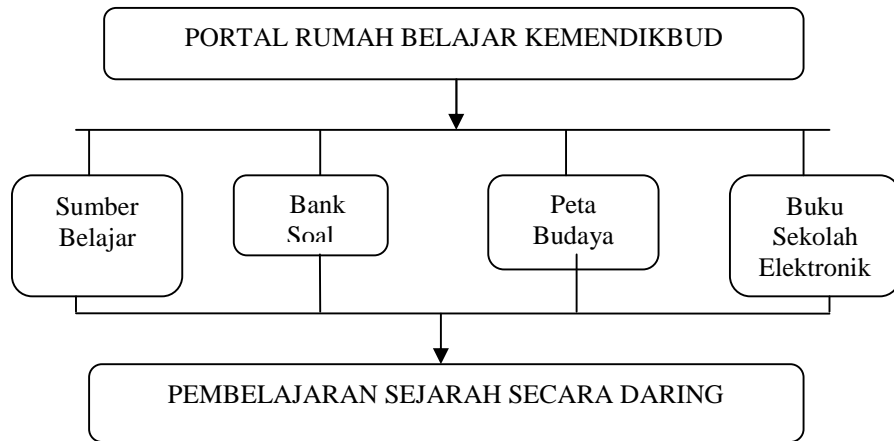 PORTAL RUMAH BELAJAR KEMENDIKBUD
Sumber
Belajar
Bank
Soal
Peta
Budaya
Buku
Sekolah
Elektronik
PEMBELAJARAN SEJARAH SECARA DARING